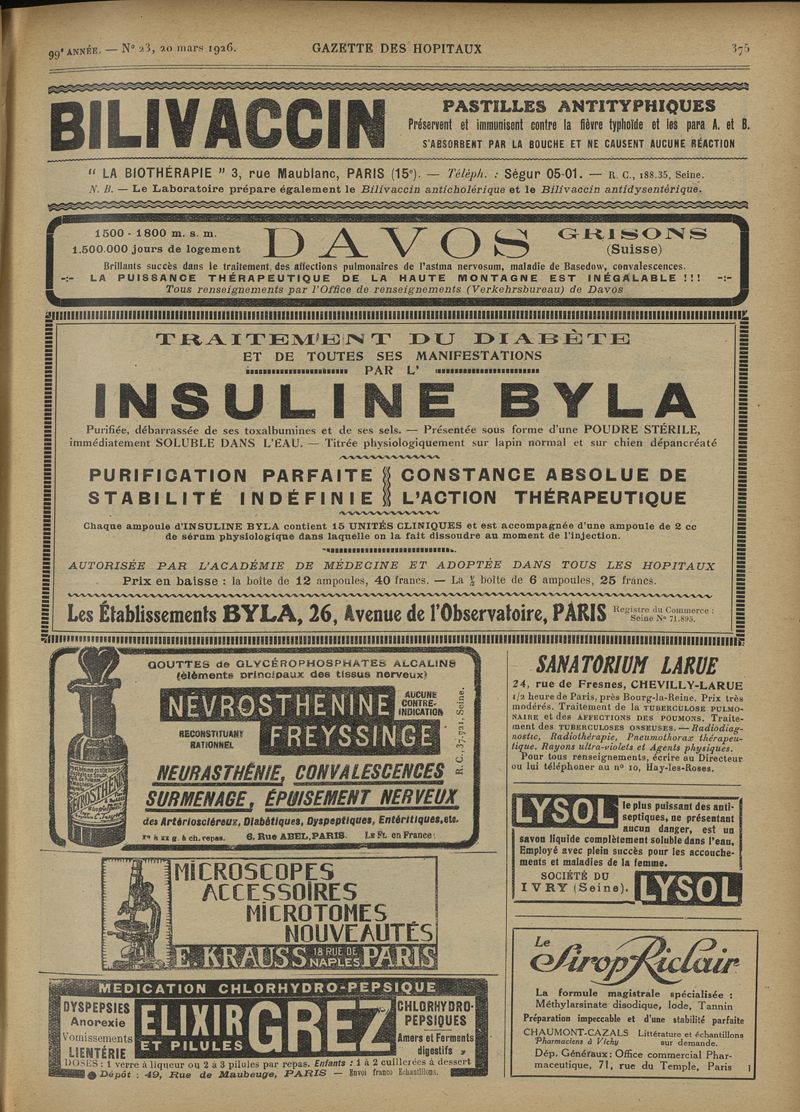 99e ANNÉE. — No 23, 20 mars 1926. GAZETTE DES HOPITAUX 375
BILIVACCIN
PASTILLES ANTITYPHIQUES
Préservent et immunisent contre la fièvre typhoïde et les para A. et B.
S'ABSORBENT PAR LA BOUCHE ET NE CAUSENT AUCUNE RÉACTION
" LA BIOTHÉRAPIE " 3, rue Maublanc, PARIS (15e). — Téléph. : Ségur 05-01. — R. C., 188.35, Seine.
N. B. — Le Laboratoire prépare également le Bilivaccin anticholérique et le Bilivaccin antidysentérique.
1500 - 1800 m. s. m.
1.500.000 jours de logement
DAVOS
GRISONS
(Suisse)
Brillants succès dans le traitement des affections pulmonaires de l'astma nervosum, maladie de Basedow, convalescences.
-:- LA PUISSANCE THÉRAPEUTIQUE DE LA HAUTE MONTAGNE EST INÉGALABLE !!! -:-
Tous renseignements par l'Office de renseignements (Verkehrsbureau) de Davos
TRAITEMENT DU DIABÈTE
ET DE TOUTES SES MANIFESTATIONS
PAR L'
INSULINE BYLA
Purifiée, débarrassée de ses toxalbumines et de ses sels. — Présentée sous forme d'une POUDRE STÉRILE,
immédiatement SOLUBLE DANS L'EAU. — Titrée physiologiquement sur lapin normal et sur chien dépancréaté
PURIFICATION PARFAITE
STABILITÉ INDÉFINIE
CONSTANCE ABSOLUE DE
L'ACTION THÉRAPEUTIQUE
Chaque ampoule d'INSULINE BYLA contient 15 UNITÉS CLINIQUES et est accompagnée d'une ampoule de 2 cc
de sérum physiologique dans laquelle on la fait dissoudre au moment de l'injection.
AUTORISÉE PAR L'ACADÉMIE DE MÉDECINE ET ADOPTÉE DANS TOUS LES HOPITAUX
Prix en baisse : la boîte de 12 ampoules, 40 francs. — La ½ boîte de 6 ampoules, 25 francs.
Les Établissements BYLA, 26, Avenue de l'Observatoire, PARIS
Registre du Commerce :
Seine No 71.895.
GOUTTES de GLYCÉROPHOSPHATES ALCALINS
(éléments principaux des tissus nerveux)
NÉVROSTHÉNINE
AUCUNE
CONTRE-
INDICATION
RECONSTITUANT
RATIONNEL
FREYSSINGE
R. C. 37.721, Seine.
NEURASTHÉNIE, CONVALESCENCES
SURMENAGE, ÉPUISEMENT NERVEUX
des Artérioscléreux, Diabétiques, Dyspeptiques, Entéritiques, etc.
XV à XX g. à ch. repas. 6, Rue ABEL, PARIS. Le Fl. en France :
NÉVROSTHÉNINE
SANATORIUM LARUE
24, rue de Fresnes, CHEVILLY-LARUE
1/2 heure de Paris, près Bourg-la-Reine. Prix très
modérés. Traitement de la TUBERCULOSE PULMO-
NAIRE et des AFFECTIONS DES POUMONS. Traite-
ment des TUBERCULOSES OSSEUSES. — Radiodiag-
nostic, Radiothérapie, Pneumothorax thérapeu-
tique. Rayons ultra-violets et Agents physiques.
Pour tous renseignements, écrire au Directeur
ou lui téléphoner au no 10, Hay-les-Roses.
LYSOL
le plus puissant des anti-
septiques, ne présentant
aucun danger, est un
savon liquide complètement soluble dans l'eau.
Employé avec plein succès pour les accouche-
ments et maladies de la femme.
SOCIÉTÉ DU
IVRY (Seine).
LYSOL
MICROSCOPES
ACCESSOIRES
MICROTOMES
NOUVEAUTÉS
E. KRAUSS 18 RUE DE NAPLES. PARIS
Le
Sirop Riclair
La formule magistrale spécialisée :
Méthylarsinate disodique, Iode, Tannin
Préparation impeccable et d'une stabilité parfaite
CHAUMONT-CAZALS
Pharmaciens à Vichy
Littérature et échantillons
sur demande.
Dép. Généraux : Office commercial Phar-
maceutique, 71, rue du Temple, Paris 1
MEDICATION CHLORHYDRO-PEPSIQUE
DYSPEPSIES
Anorexie
Vomissements
LIENTÉRIE
ELIXIR
ET PILULES
GREZ
CHLORHYDRO-
PEPSIQUES
Amers et Ferments
digestifs
DOSES : 1 verre à liqueur ou 2 à 3 pilules par repas. Enfants : 1 à 2 cuillerées à dessert
Dépôt : 49, Rue de Maubeuge, PARIS — Envoi franco Échantillons.